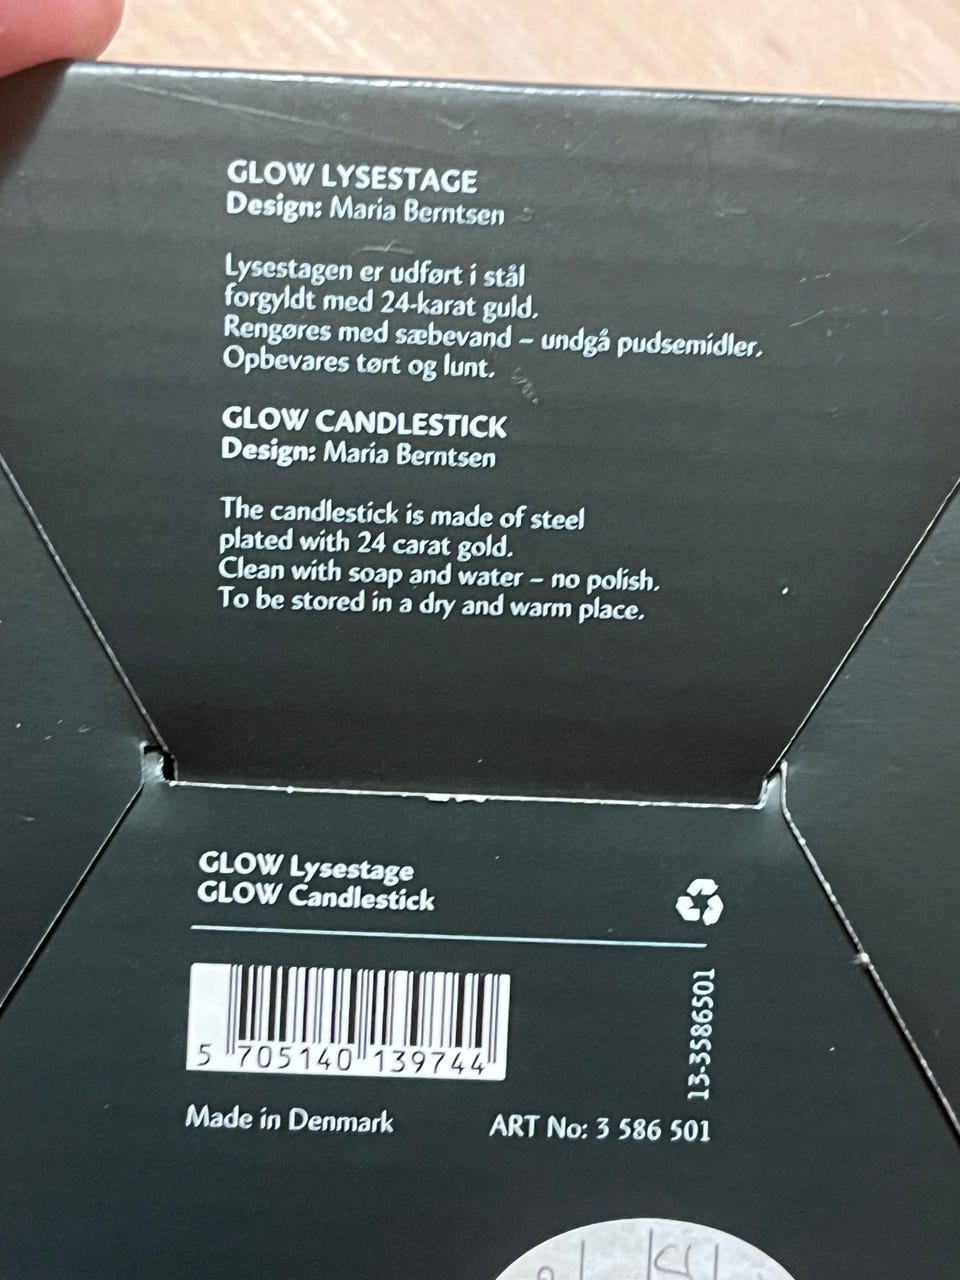 GLOW LYSESTAGE
Design: Maria Berntsen
Lysestagen er udført i stål
forgyldt med 24-karat guld.
Rengøres med sæbevand – undgå pudsemidler.
Opbevares tørt og lunt.
GLOW CANDLESTICK
Design: Maria Berntsen
The candlestick is made of steel
plated with 24 carat gold.
Clean with soap and water – no polish.
To be stored in a dry and warm place.
GLOW Lysestage
GLOW Candlestick
13-3586501
5 705140 139744
Made in Denmark
ART No: 3 586 501